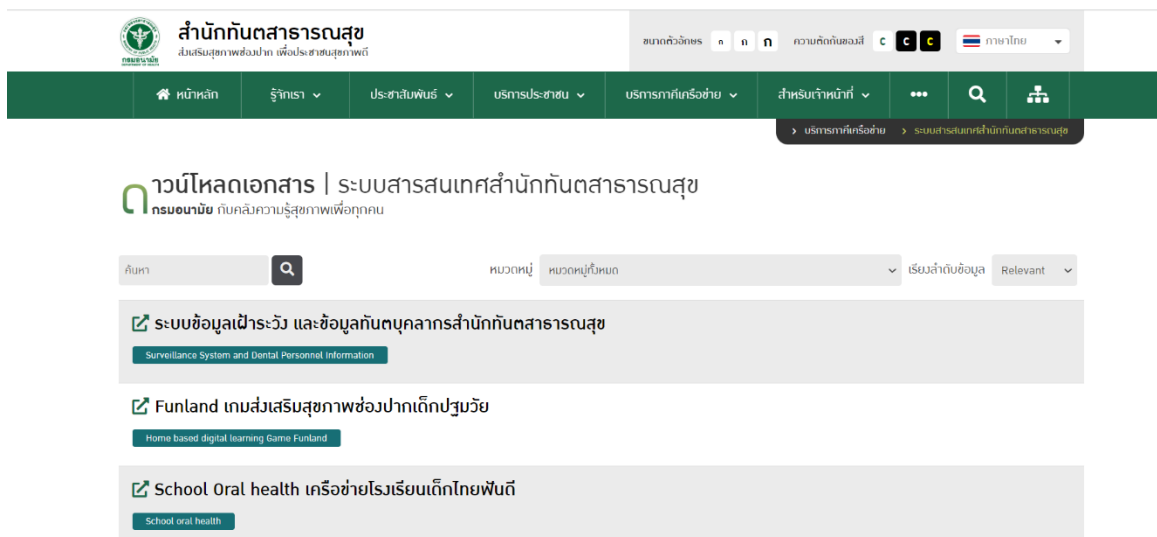 สำนักทันตสาธารณสุข
ส่งเสริมสุขภาพช่องปาก เพื่อประชาชนสุขภาพดี
กรมอนามัย
ขนาดตัวอักษร ก ก ก ความตัดกันของสี C C C ภาษาไทย
หน้าหลัก รู้จักเรา ประชาสัมพันธ์ บริการประชาชน บริการภาคีเครือข่าย สำหรับเจ้าหน้าที่
บริการภาคีเครือข่าย ระบบสารสนเทศสำนักทันตสาธารณสุข
ดาวน์โหลดเอกสาร | ระบบสารสนเทศสำนักทันตสาธารณสุข
กรมอนามัย กับคลังความรู้สุขภาพเพื่อทุกคน
ค้นหา หมวดหมู่ หมวดหมู่ทั้งหมด เรียงลำดับข้อมูล Relevant
ระบบข้อมูลเฝ้าระวัง และข้อมูลทันตบุคลากรสำนักทันตสาธารณสุข
Surveillance System and Dental Personnel Information
Funland เกมส่งเสริมสุขภาพช่องปากเด็กปฐมวัย
Home based digital learning Game Funland
School Oral health เครือข่ายโรงเรียนเด็กไทยฟันดี
School oral health